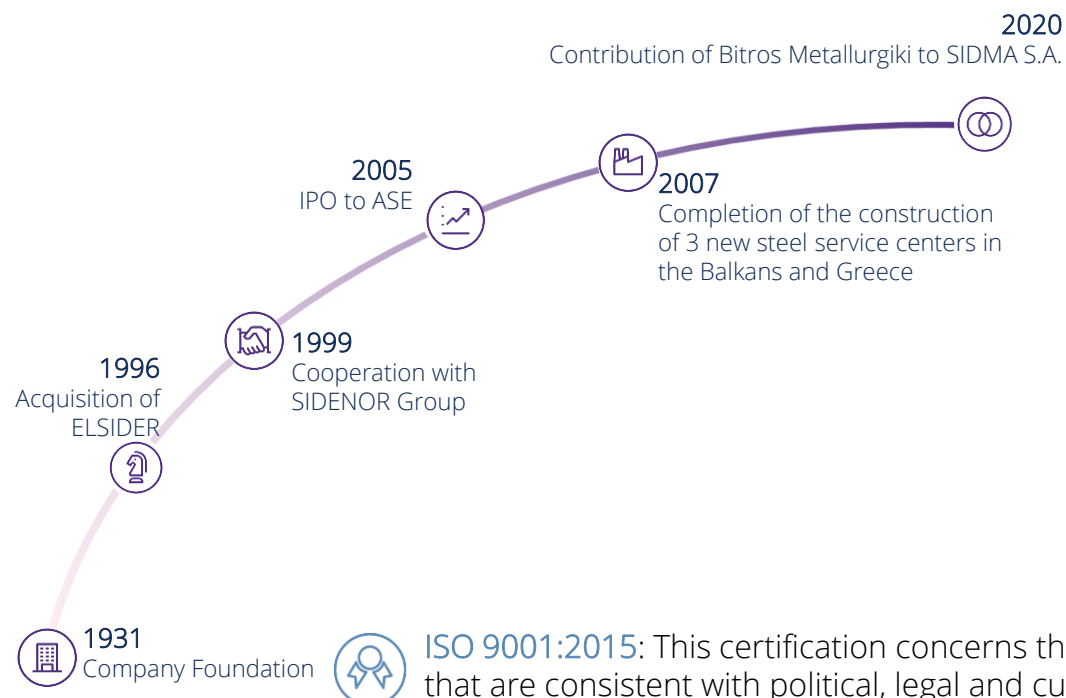 2020
Contribution of Bitros Metallurgiki to SIDMA S.A.
2005
IPO to ASE
2007
Completion of the construction
of 3 new steel service centers in
the Balkans and Greece
1999
Cooperation with
SIDENOR Group
1996
Acquisition of
ELSIDER
1931
Company Foundation
ISO 9001:2015: This certification concerns th
that are consistent with political, legal and cu